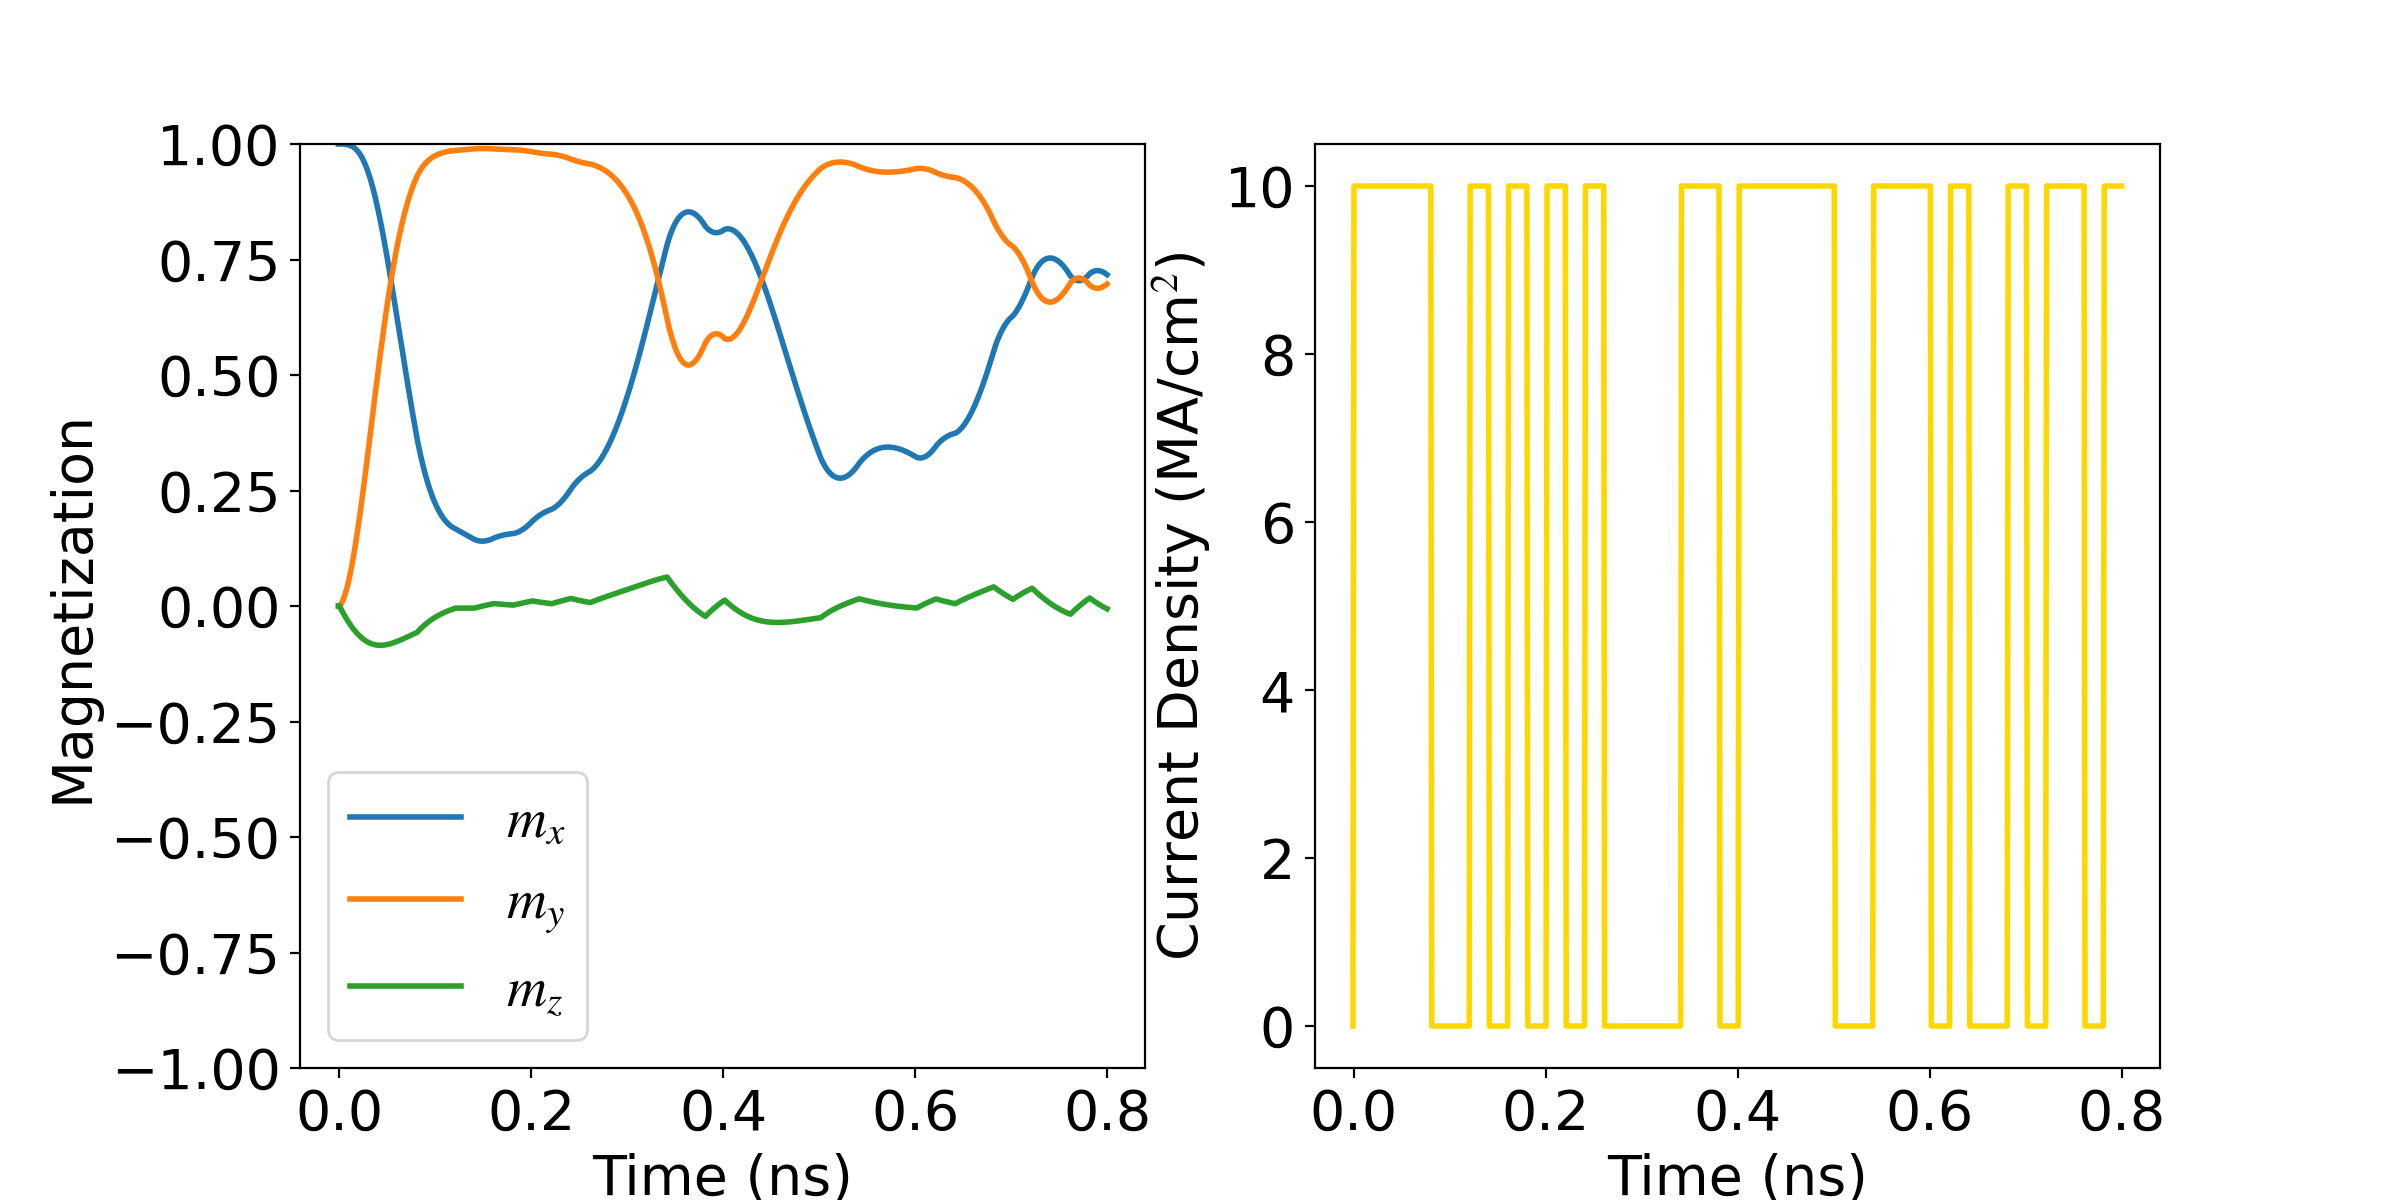 Magnetization
1.00
0.75
0.50
0.25
0.00
−0.25
−0.50
−0.75
−1.00
0.0 0.2 0.4 0.6 0.8
Time (ns)
m_x
m_y
m_z
Current Density (MA/cm²)
10
8
6
4
2
0
0.0 0.2 0.4 0.6 0.8
Time (ns)